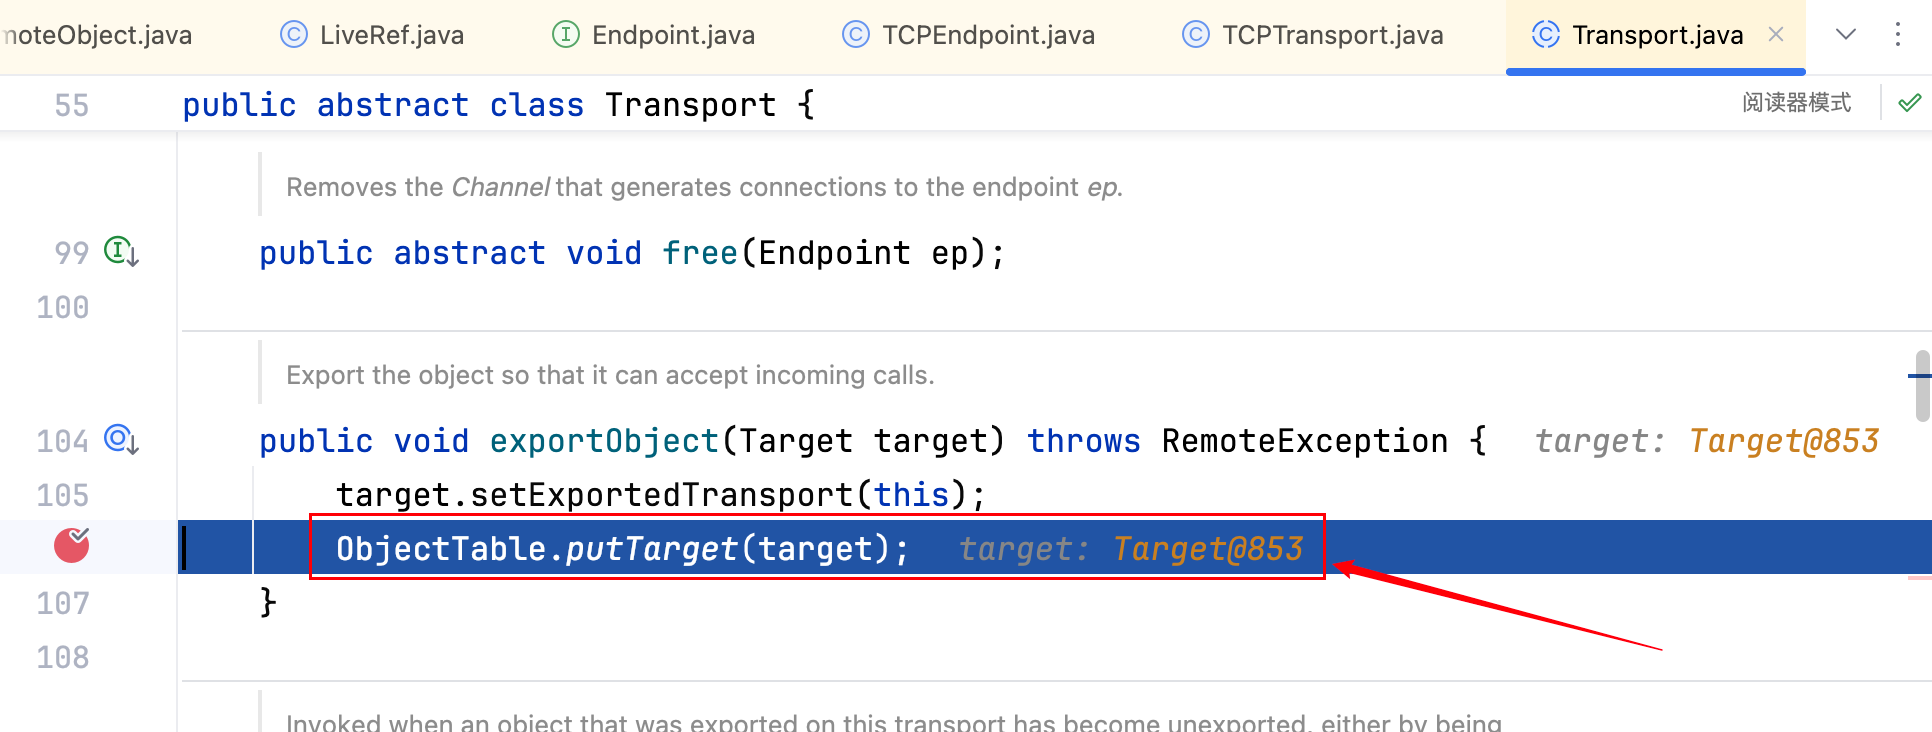 moteObject.java LiveRef.java Endpoint.java TCPEndpoint.java TCPTransport.java Transport.java
55 public abstract class Transport { 阅读器模式
Removes the Channel that generates connections to the endpoint ep.
99 public abstract void free(Endpoint ep);
100
Export the object so that it can accept incoming calls.
104 public void exportObject(Target target) throws RemoteException { target: Target@853
105 target.setExportedTransport(this);
ObjectTable.putTarget(target); target: Target@853
107 }
108
Invoked when an object that was exported on this transport has become unexported, either by being